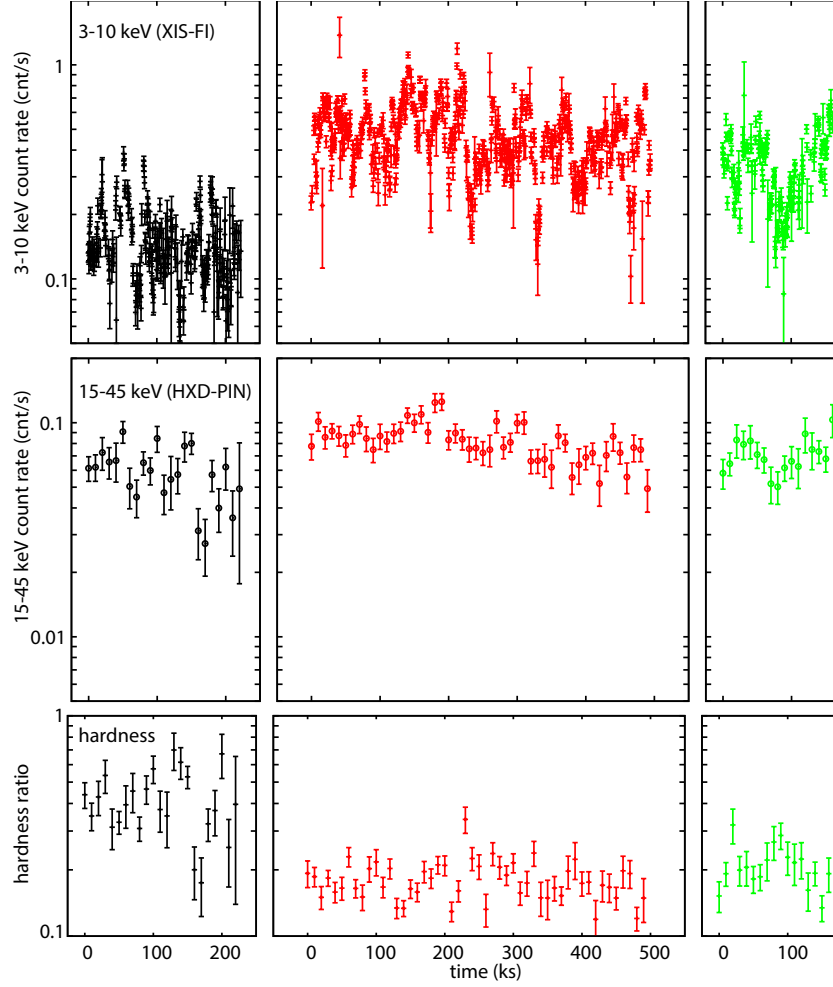 3-10 keV (XIS-FI)
3-10 keV count rate (cnt/s)
1
0.1
15-45 keV (HXD-PIN)
15-45 keV count rate (cnt/s)
0.1
0.01
hardness
hardness ratio
1
0.1
0 100 200 0 100 200 300 400 500 0 100
time (ks)